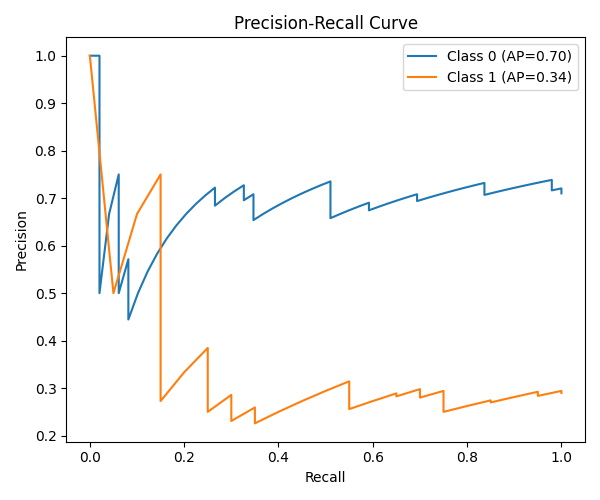 Precision-Recall Curve
Class 0 (AP=0.70)
Class 1 (AP=0.34)
Precision
1.0
0.9
0.8
0.7
0.6
0.5
0.4
0.3
0.2
0.0 0.2 0.4 0.6 0.8 1.0
Recall